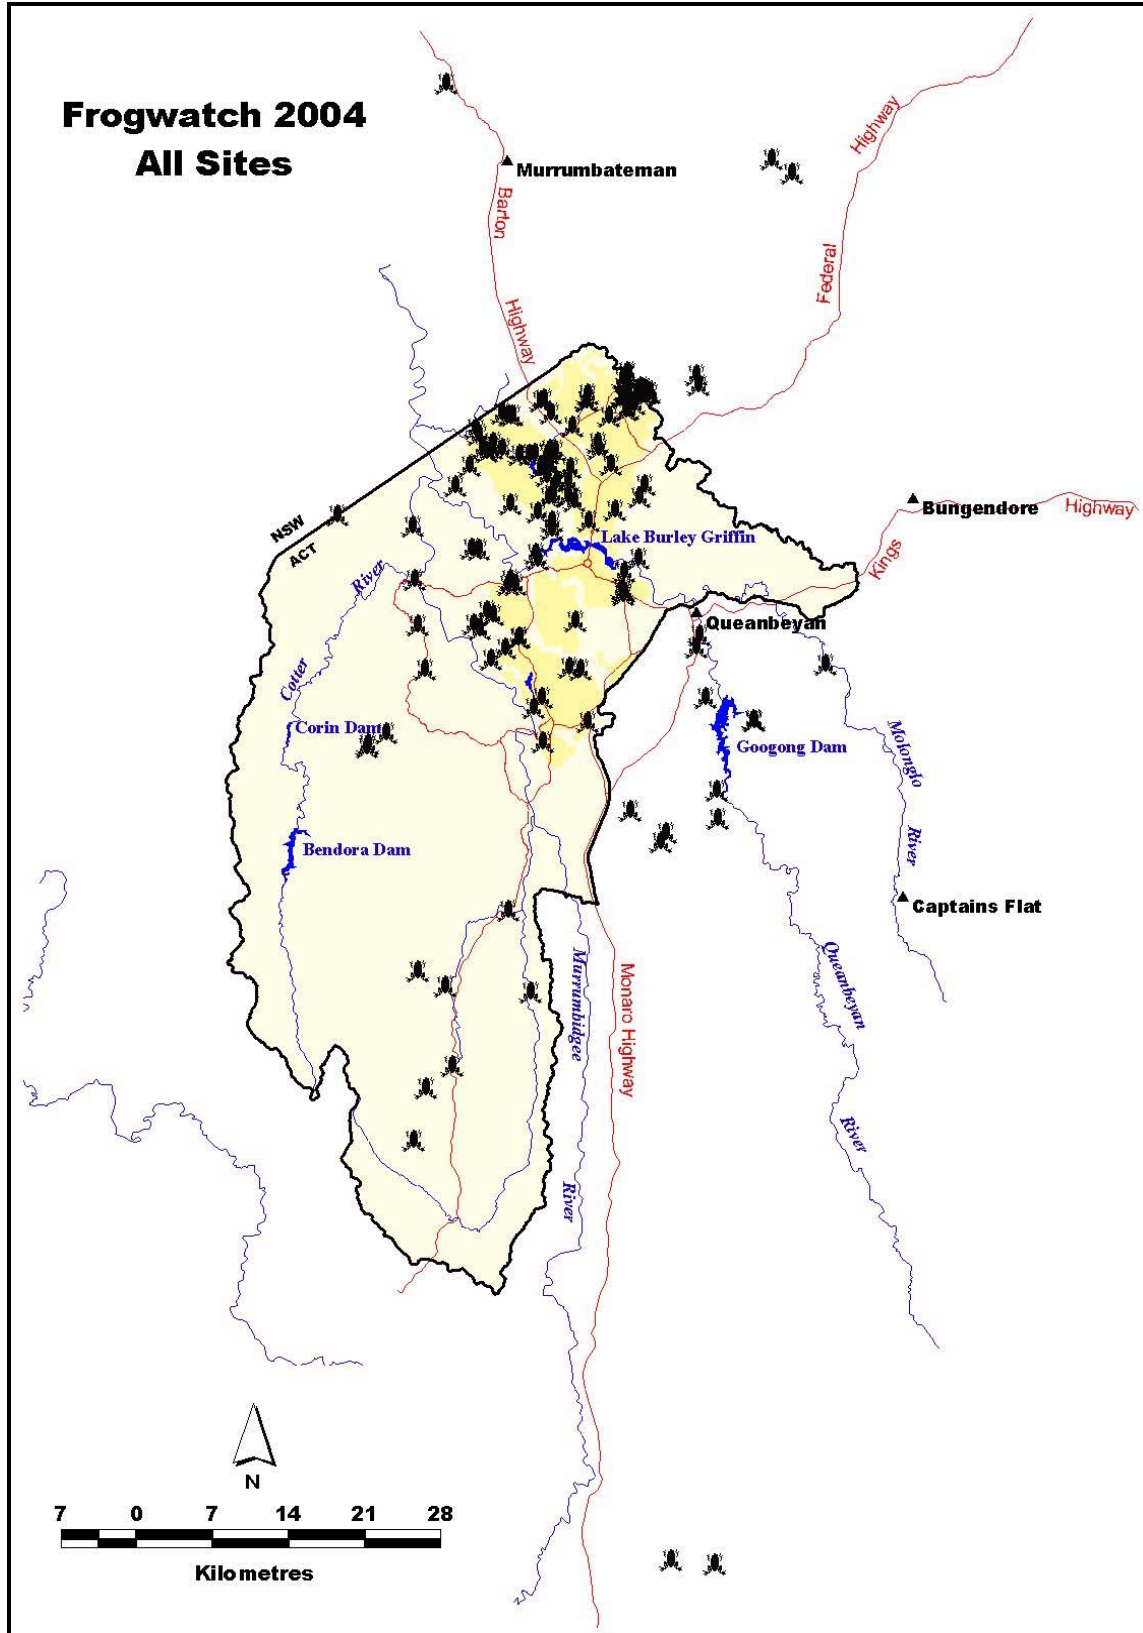 Frogwatch 2004
All Sites
Murrumbateman
Barton
Highway
Highway
Federal
NSW
ACT
Lake Burley Griffin
Bungendore
Highway
Kings
River
Cotter
Queanbeyan
Corin Dam
Googong Dam
Molonglo
River
Bendora Dam
Captains Flat
Murrumbidgee
River
Monaro Highway
Queanbeyan
River
N
7 0 7 14 21 28
Kilometres